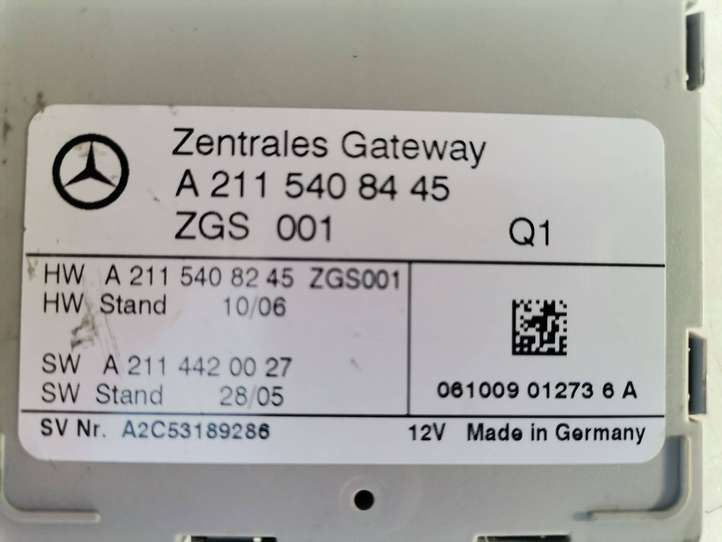 Zentrales Gateway
A 211 540 84 45
ZGS 001 Q1
HW A 211 540 82 45 ZGS001
HW Stand 10/06
SW A 211 442 00 27
SW Stand 28/05
061009 01273 6 A
SV Nr. A2C53189286 12V Made in Germany